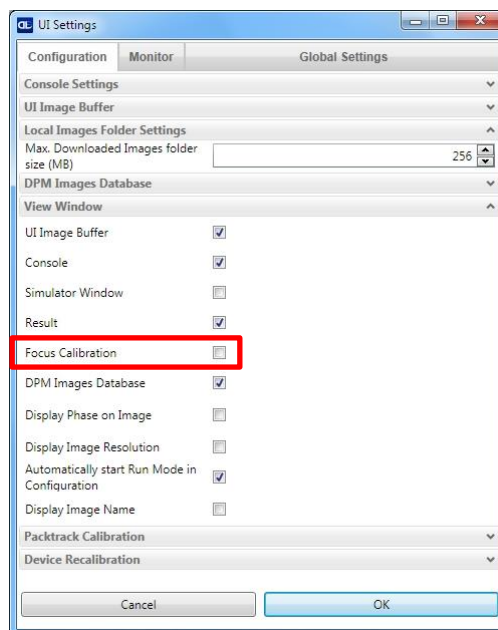 DL UI Settings
Configuration Monitor Global Settings
Console Settings
UI Image Buffer
Local Images Folder Settings
Max. Downloaded Images folder
size (MB)
256
DPM Images Database
View Window
UI Image Buffer
Console
Simulator Window
Result
Focus Calibration
DPM Images Database
Display Phase on Image
Display Image Resolution
Automatically start Run Mode in
Configuration
Display Image Name
Packtrack Calibration
Device Recalibration
Cancel OK